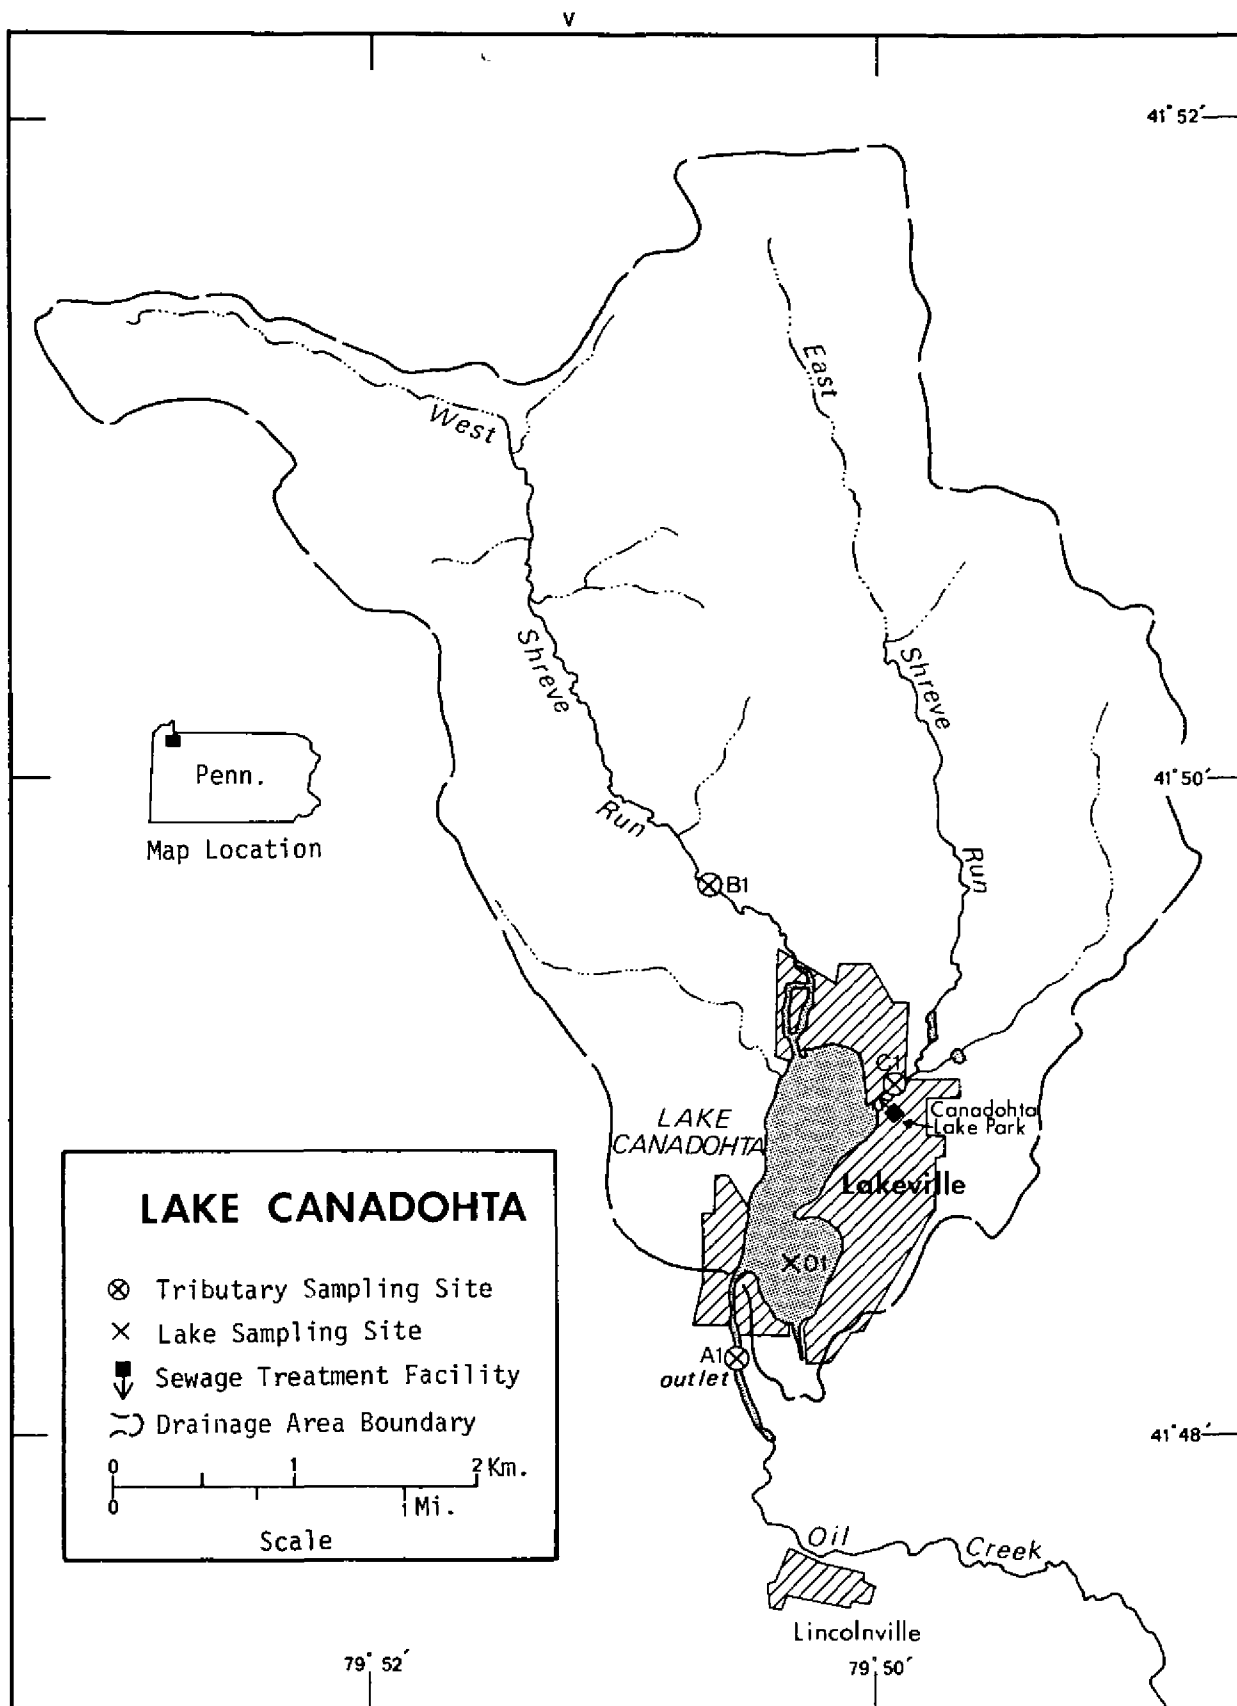 V
41° 52′
East
West
Shreve
Shreve
Penn.
41° 50′
Map Location
Run
Run
B1
C1
Canadohta
Lake Park
LAKE
CANADOHTA
Lakeville
LAKE CANADOHTA
01
Tributary Sampling Site
Lake Sampling Site
A1
outlet
Sewage Treatment Facility
Drainage Area Boundary
41° 48′
0 1 2 Km.
0 1 Mi.
Scale
Oil Creek
Lincolnville
79° 52′
79° 50′